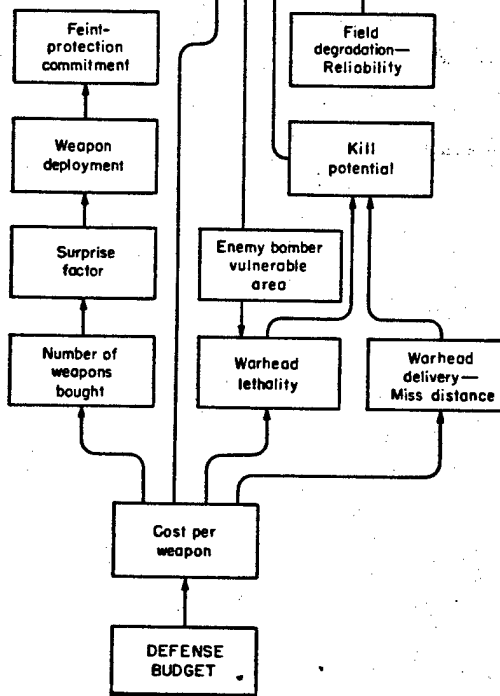 Feint-
protection
commitment
Field
degradation—
Reliability
Weapon
deployment
Kill
potential
Surprise
factor
Enemy bomber
vulnerable
area
Number of
weapons
bought
Warhead
lethality
Warhead
delivery—
Miss distance
Cost per
weapon
DEFENSE
BUDGET